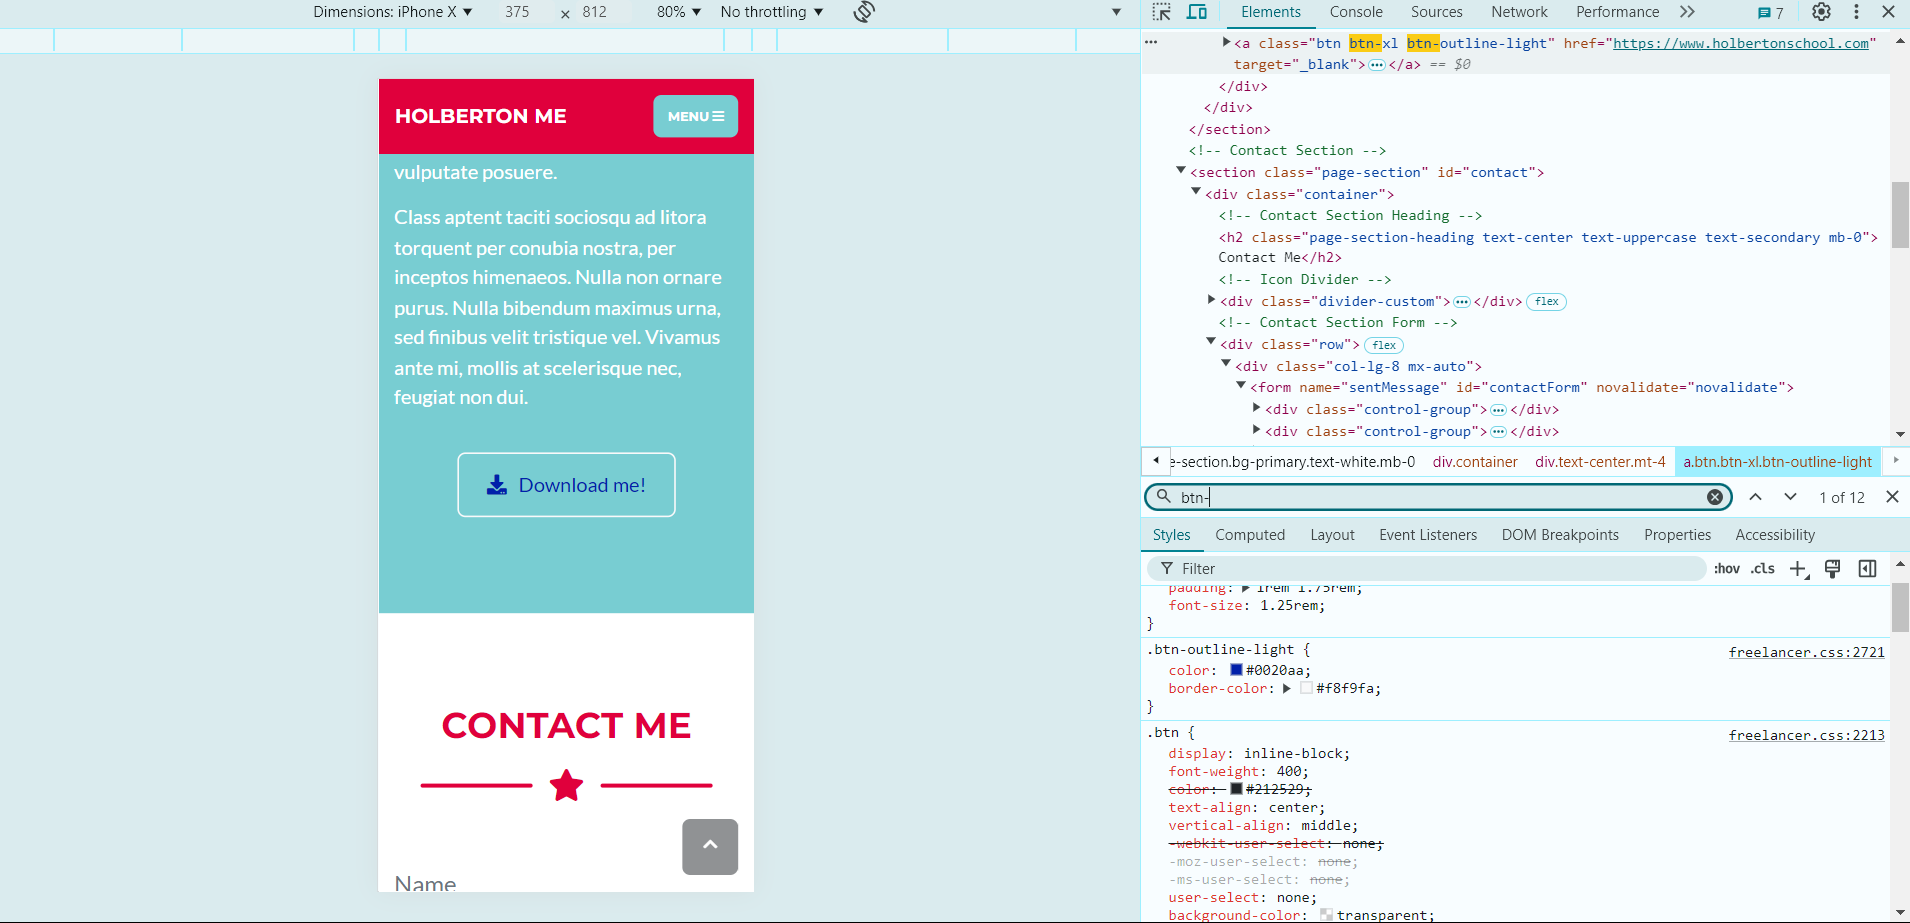 Dimensions: iPhone X ▼ 375 × 812 80% ▼ No throttling ▼
HOLBERTON ME
MENU
vulputate posuere.
Class aptent taciti sociosqu ad litora
torquent per conubia nostra, per
inceptos himenaeos. Nulla non ornare
purus. Nulla bibendum maximus urna,
sed finibus velit tristique vel. Vivamus
ante mi, mollis at scelerisque nec,
feugiat non dui.
Download me!
CONTACT ME
Name
Elements Console Sources Network Performance 7
<a class="btn btn-xl btn-outline-light" href="https://www.holbertonschool.com"
target="_blank">…</a> == $0
</div>
</div>
</section>
<!-- Contact Section -->
<section class="page-section" id="contact">
<div class="container">
<!-- Contact Section Heading -->
<h2 class="page-section-heading text-center text-uppercase text-secondary mb-0">
Contact Me</h2>
<!-- Icon Divider -->
<div class="divider-custom">…</div> flex
<!-- Contact Section Form -->
<div class="row"> flex
<div class="col-lg-8 mx-auto">
<form name="sentMessage" id="contactForm" novalidate="novalidate">
<div class="control-group">…</div>
<div class="control-group">…</div>
e-section.bg-primary.text-white.mb-0 div.container div.text-center.mt-4 a.btn.btn-xl.btn-outline-light
btn- 1 of 12
Styles Computed Layout Event Listeners DOM Breakpoints Properties Accessibility
Filter :hov .cls
padding: 1rem 1.75rem;
font-size: 1.25rem;
}
.btn-outline-light { freelancer.css:2721
color: #0020aa;
border-color: #f8f9fa;
}
.btn { freelancer.css:2213
display: inline-block;
font-weight: 400;
color: #212529;
text-align: center;
vertical-align: middle;
-webkit-user-select: none;
-moz-user-select: none;
-ms-user-select: none;
user-select: none;
background-color: transparent;